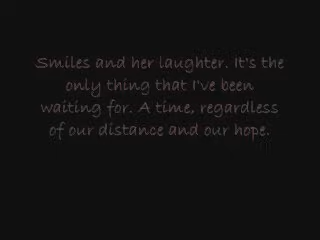 Smiles and her laughter. It's the
only thing that I've been
waiting for. A time, regardless
of our distance and our hope.